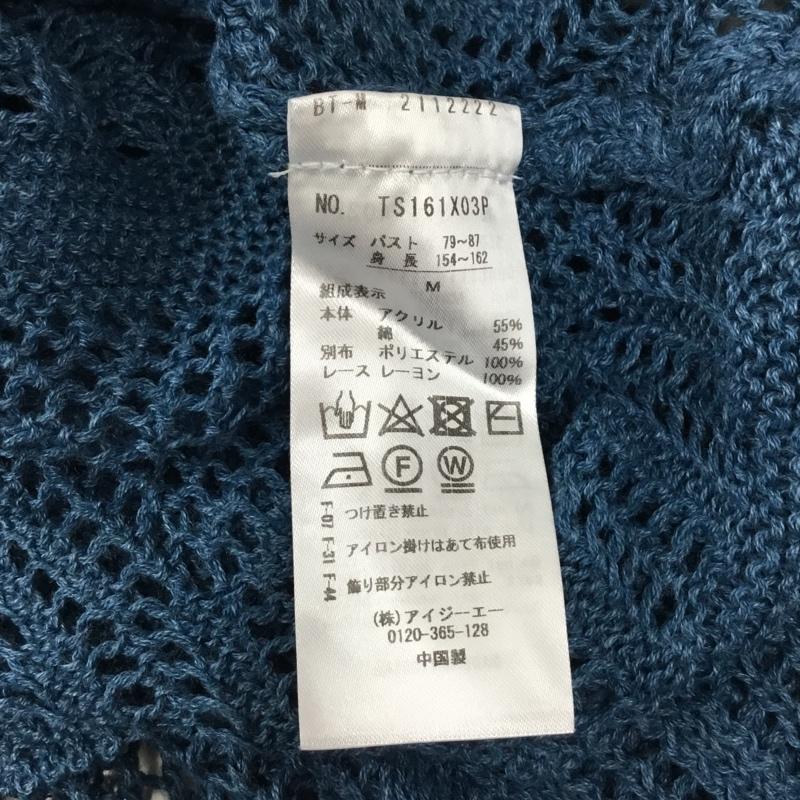 BT-M 2112222
NO. TS161X03P
サイズ バスト 79~87
身長 154~162
M
組成表示
本体 アクリル 55%
綿 45%
別布 ポリエステル 100%
レース レーヨン 100%
F W
F-07 つけ置き禁止
F-31 アイロン掛けはあて布使用
F-44 飾り部分アイロン禁止
(株)アイジーエー
0120-365-128
中国製